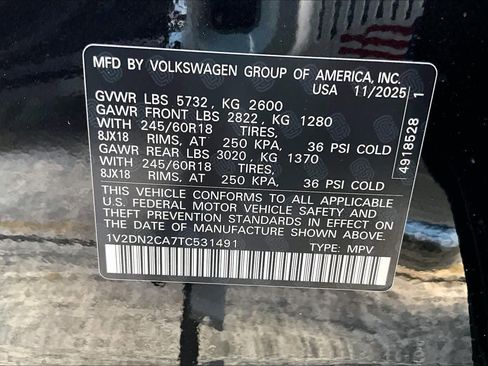 MFD BY VOLKSWAGEN GROUP OF AMERICA, INC.
USA 11/2025
GVWR LBS 5732, KG 2600
GAWR FRONT LBS 2822, KG 1280
WITH 245/60R18 TIRES,
8JX18 RIMS, AT 250 KPA, 36 PSI COLD
GAWR REAR LBS 3020, KG 1370
WITH 245/60R18 TIRES,
8JX18 RIMS, AT 250 KPA, 36 PSI COLD
THIS VEHICLE CONFORMS TO ALL APPLICABLE
U.S. FEDERAL MOTOR VEHICLE SAFETY AND
THEFT PREVENTION STANDARDS IN EFFECT ON
THE DATE OF MANUFACTURE SHOWN ABOVE.
1V2DN2CA7TC531491 TYPE: MPV
4918528 1